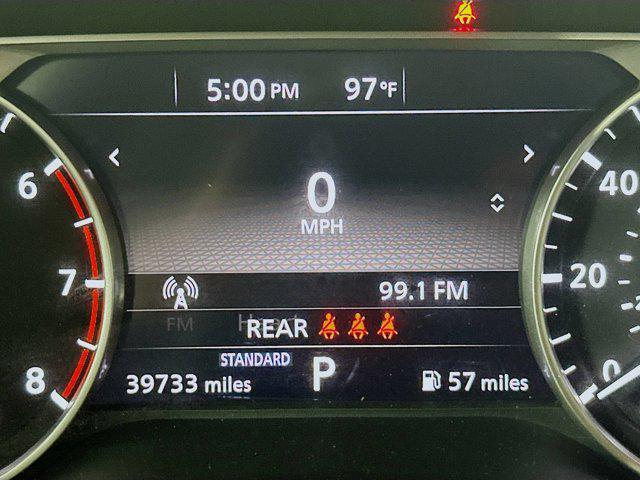 5:00 PM 97°F
0
MPH
6
7
8
40
20
0
99.1 FM
FM
REAR
STANDARD
39733 miles P 57 miles